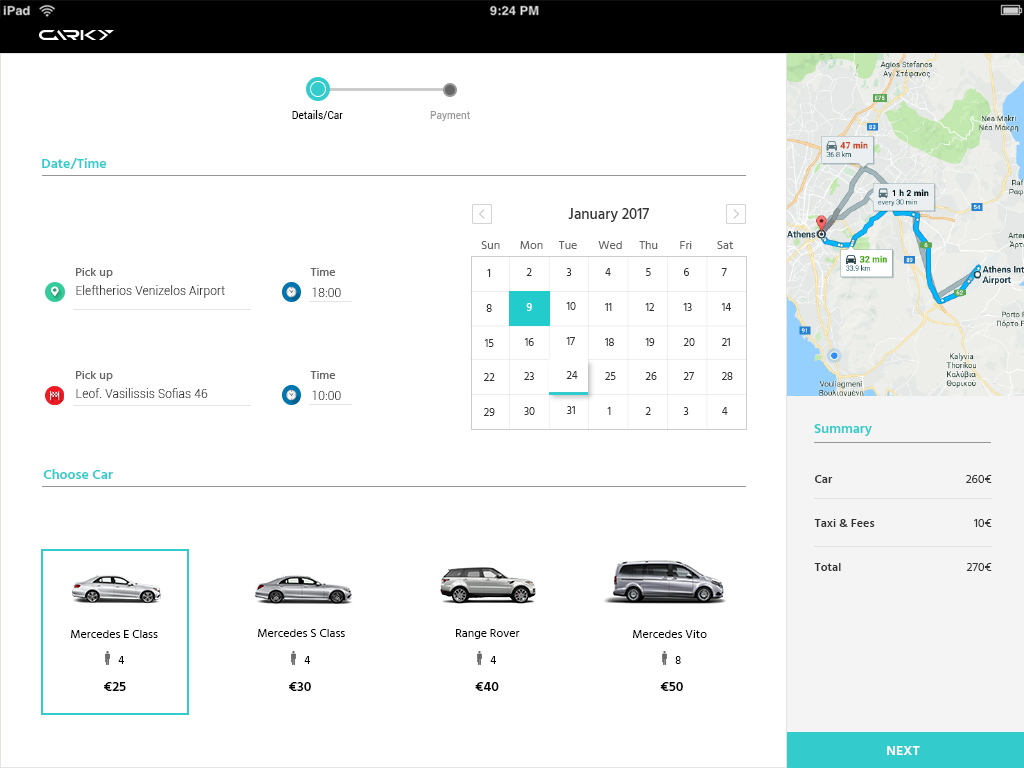 iPad
9:24 PM
CARKY
Details/Car
Payment
Date/Time
Pick up
Eleftherios Venizelos Airport
Time
18:00
Pick up
Leof. Vasilissis Sofias 46
Time
10:00
January 2017
Sun Mon Tue Wed Thu Fri Sat
1 2 3 4 5 6 7
8 9 10 11 12 13 14
15 16 17 18 19 20 21
22 23 24 25 26 27 28
29 30 31 1 2 3 4
Choose Car
Mercedes E Class
4
€25
Mercedes S Class
4
€30
Range Rover
4
€40
Mercedes Vito
8
€50
Agios Stefanos
Αγ. Στέφανος
E75
83
Nea Makri
Νέα Μάκρη
47 min
36.8 km
1 h 2 min
every 30 min
54
Athens
6
32 min
33.9 km
89
Athens Int
Airport
91
Kalyvia
Thorikou
Καλύβια
Θορικού
Vouliagmeni
Βουλιαγμένη
Summary
Car 260€
Taxi & Fees 10€
Total 270€
NEXT